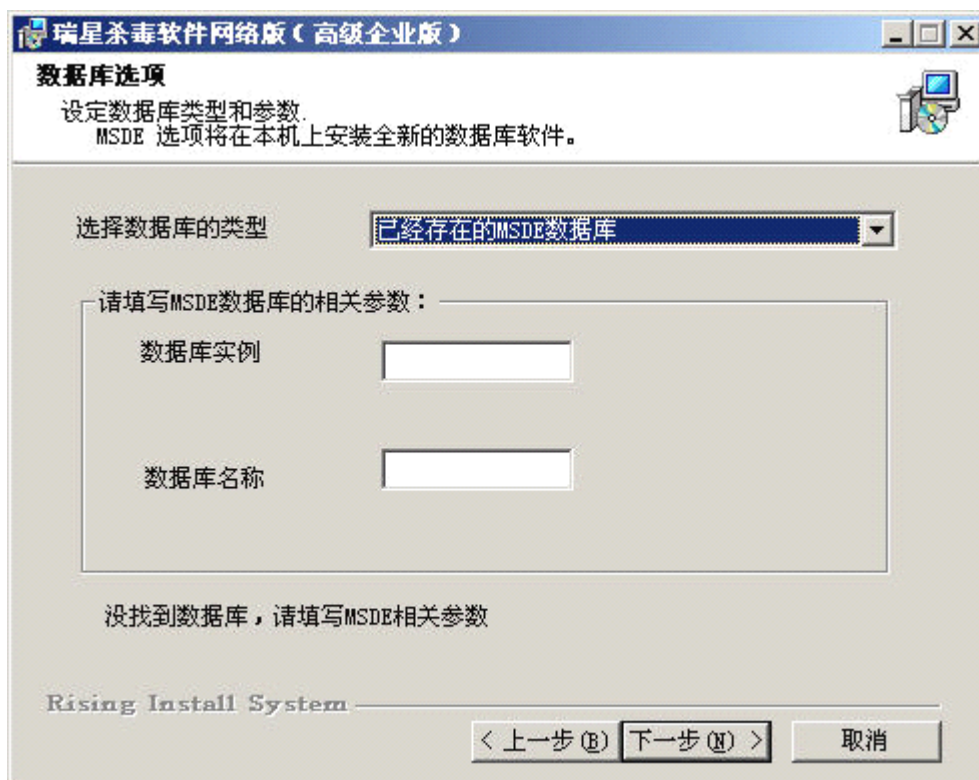 瑞星杀毒软件网络版（高级企业版）
数据库选项
设定数据库类型和参数.
MSDE 选项将在本机上安装全新的数据库软件。
选择数据库的类型 已经存在的MSDE数据库
请填写MSDE数据库的相关参数：
数据库实例
数据库名称
没找到数据库，请填写MSDE相关参数
Rising Install System
< 上一步(B) 下一步(N) > 取消